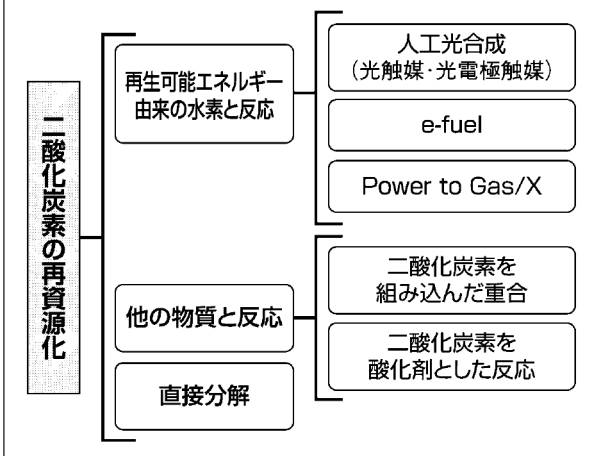 二酸化炭素の再資源化
再生可能エネルギー
由来の水素と反応
人工光合成
(光触媒・光電極触媒)
e-fuel
Power to Gas/X
他の物質と反応
二酸化炭素を
組み込んだ重合
二酸化炭素を
酸化剤とした反応
直接分解